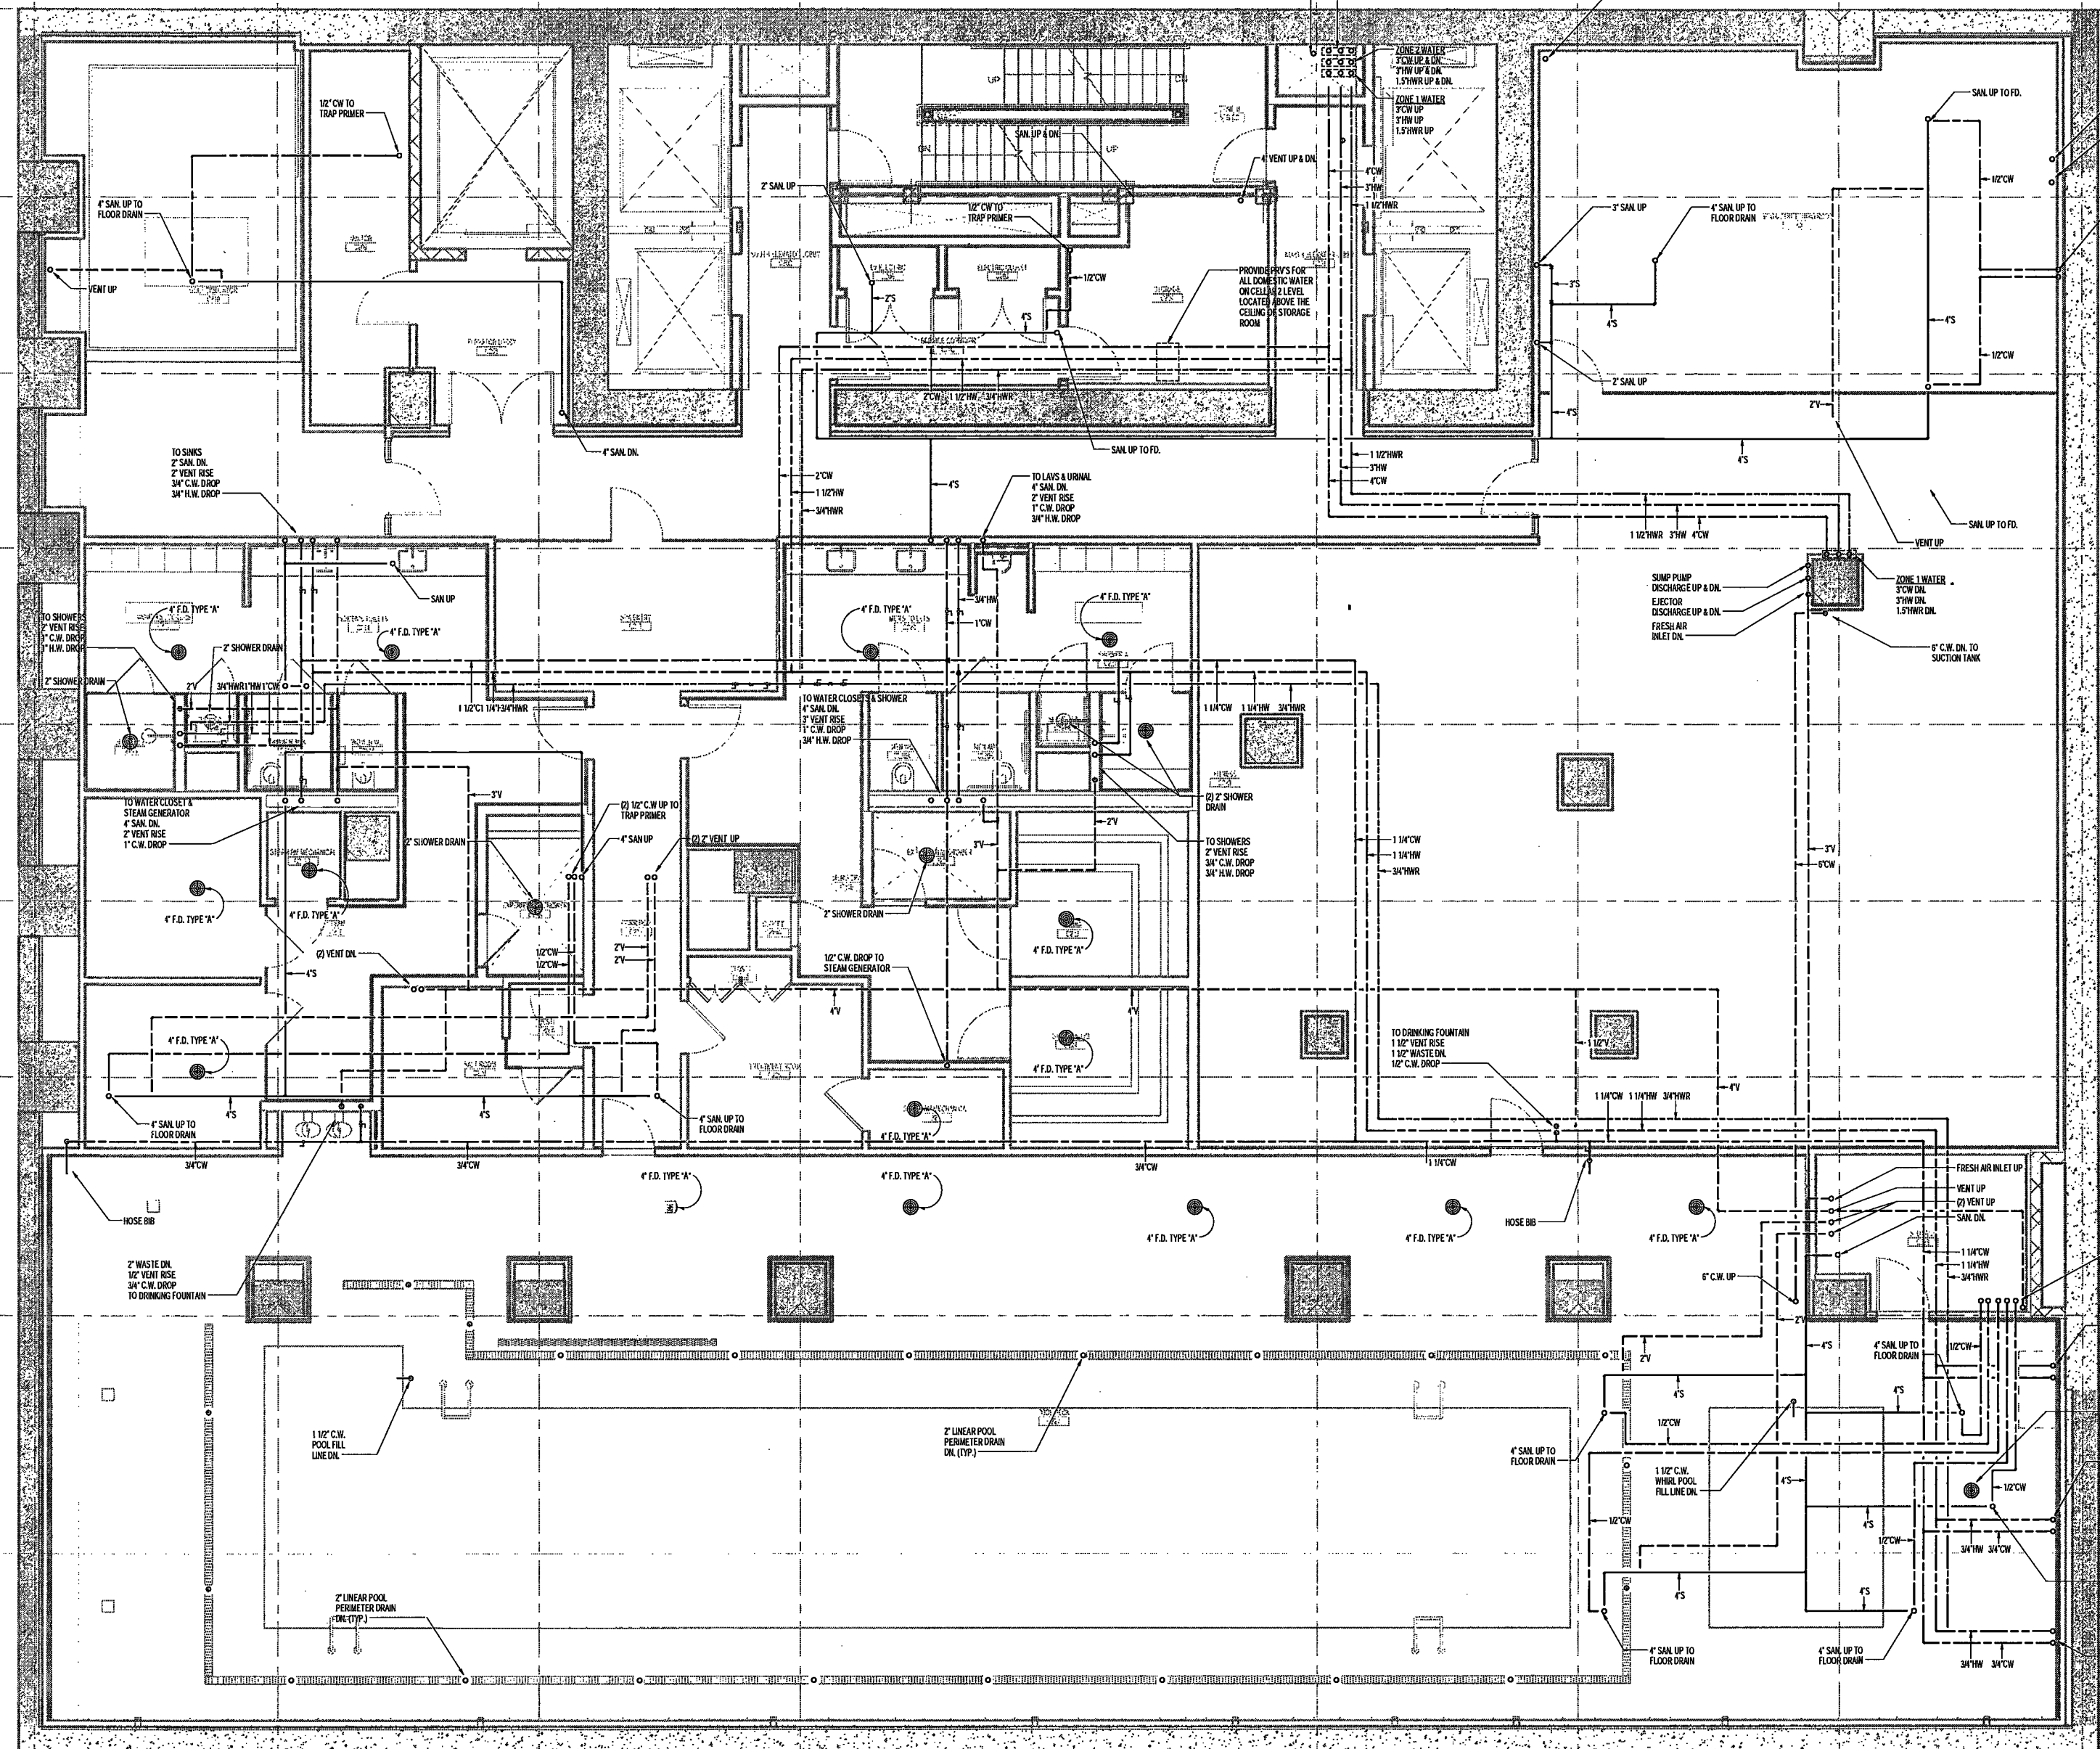 ZONE 2 WATER
3"CW UP & DN.
3"HW UP & DN.
1.5"HWR UP & DN.
ZONE 1 WATER
3"CW UP
3"HW UP
1.5"HWR UP
1/2" CW TO
TRAP PRIMER
SAN. UP TO FD.
UP
DN
SAN. UP & DN.
DN
UP
4" VENT UP & DN.
4"CW
3"HW
1 1/2"HWR
1/2"CW
2" SAN. UP
1/2" CW TO
TRAP PRIMER
4" SAN. UP TO
FLOOR DRAIN
3" SAN. UP
4" SAN. UP TO
FLOOR DRAIN
VENT UP
1/2"CW
PROVIDE PRV'S FOR
ALL DOMESTIC WATER
ON CELLAR 2 LEVEL
LOCATED ABOVE THE
CEILING OF STORAGE
ROOM
2"S
4"S
3"S
4"S
4"S
1/2"CW
2" SAN. UP
2"CW 1 1/2"HW 3/4"HWR
2"V
4"S
4" SAN. DN.
SAN. UP TO FD.
4"S
TO SINKS
2" SAN. DN.
2" VENT RISE
3/4" C.W. DROP
3/4" H.W. DROP
2"CW
1 1/2"HW
3/4"HWR
4"S
TO LAVS & URINAL
4" SAN. DN.
2" VENT RISE
1" C.W. DROP
3/4" H.W. DROP
1 1/2"HWR
3"HW
4"CW
1 1/2"HWR 3"HW 4"CW
SAN. UP TO FD.
VENT UP
SUMP PUMP
DISCHARGE UP & DN.
EJECTOR
DISCHARGE UP & DN.
FRESH AIR
INLET DN.
ZONE 1 WATER
3"CW DN.
3"HW DN.
1.5"HWR DN.
6" C.W. DN. TO
SUCTION TANK
SAN UP
4" F.D. TYPE "A"
4" F.D. TYPE "A"
3/4"HW
1"CW
4" F.D. TYPE "A"
4" F.D. TYPE "A"
TO SHOWERS
2" VENT RISE
1" C.W. DROP
1" H.W. DROP
2" SHOWER DRAIN
2" SHOWER DRAIN
2"V 3/4"HWR 1"HW 1"CW
1 1/4"CW 1 1/4"HW 3/4"HWR
TO WATER CLOSETS & SHOWER
4" SAN. DN.
3" VENT RISE
1" C.W. DROP
3/4" H.W. DROP
3"V
TO WATER CLOSET &
STEAM GENERATOR
4" SAN. DN.
2" VENT RISE
1" C.W. DROP
(2) 1/2" C.W UP TO
TRAP PRIMER
(2) 2" SHOWER
DRAIN
2" SHOWER DRAIN
4" SAN UP
(2) 2" VENT UP
2"V
3"V
TO SHOWERS
2" VENT RISE
3/4" C.W. DROP
3/4" H.W. DROP
1 1/4"CW
1 1/4"HW
3/4"HWR
3"V
6"CW
4" F.D. TYPE "A"
4" F.D. TYPE "A"
2" SHOWER DRAIN
4" F.D. TYPE "A"
(2) VENT DN.
1/2"CW
1/2"CW
2"V
2"V
1/2" C.W. DROP TO
STEAM GENERATOR
4"S
4"V
4"V
4" F.D. TYPE "A"
4" F.D. TYPE "A"
TO DRINKING FOUNTAIN
1 1/2" VENT RISE
1 1/2" WASTE DN.
1/2" C.W. DROP
1 1/2"V
4"V
4"S
4"S
1 1/4"CW 1 1/4"HW 3/4"HWR
4" SAN. UP TO
FLOOR DRAIN
4" SAN. UP TO
FLOOR DRAIN
4" F.D. TYPE "A"
3/4"CW
3/4"CW
3/4"CW
1 1/4"CW
4" F.D. TYPE "A"
4" F.D. TYPE "A"
FRESH AIR INLET UP
VENT UP
(2) VENT UP
SAN. DN.
HOSE BIB
HOSE BIB
4" F.D. TYPE "A"
4" F.D. TYPE "A"
4" F.D. TYPE "A"
1 1/4"CW
1 1/4"HW
3/4"HWR
2" WASTE DN.
1/2" VENT RISE
3/4" C.W. DROP
TO DRINKING FOUNTAIN
6" C.W. UP
2"V
2"V
4"S
4" SAN. UP TO
FLOOR DRAIN
1/2"CW
4"S
4"S
1 1/2" C.W.
POOL FILL
LINE DN.
2" LINEAR POOL
PERIMETER DRAIN
DN. (TYP.)
1/2"CW
4" SAN. UP TO
FLOOR DRAIN
1 1/2" C.W.
WHIRL POOL
FILL LINE DN.
4"S
1/2"CW
1/2"CW
4"S
1/2"CW
3/4"HW 3/4"CW
2" LINEAR POOL
PERIMETER DRAIN
DN. (TYP.)
4"S
4"S
4" SAN. UP TO
FLOOR DRAIN
4" SAN. UP TO
FLOOR DRAIN
3/4"HW 3/4"CW